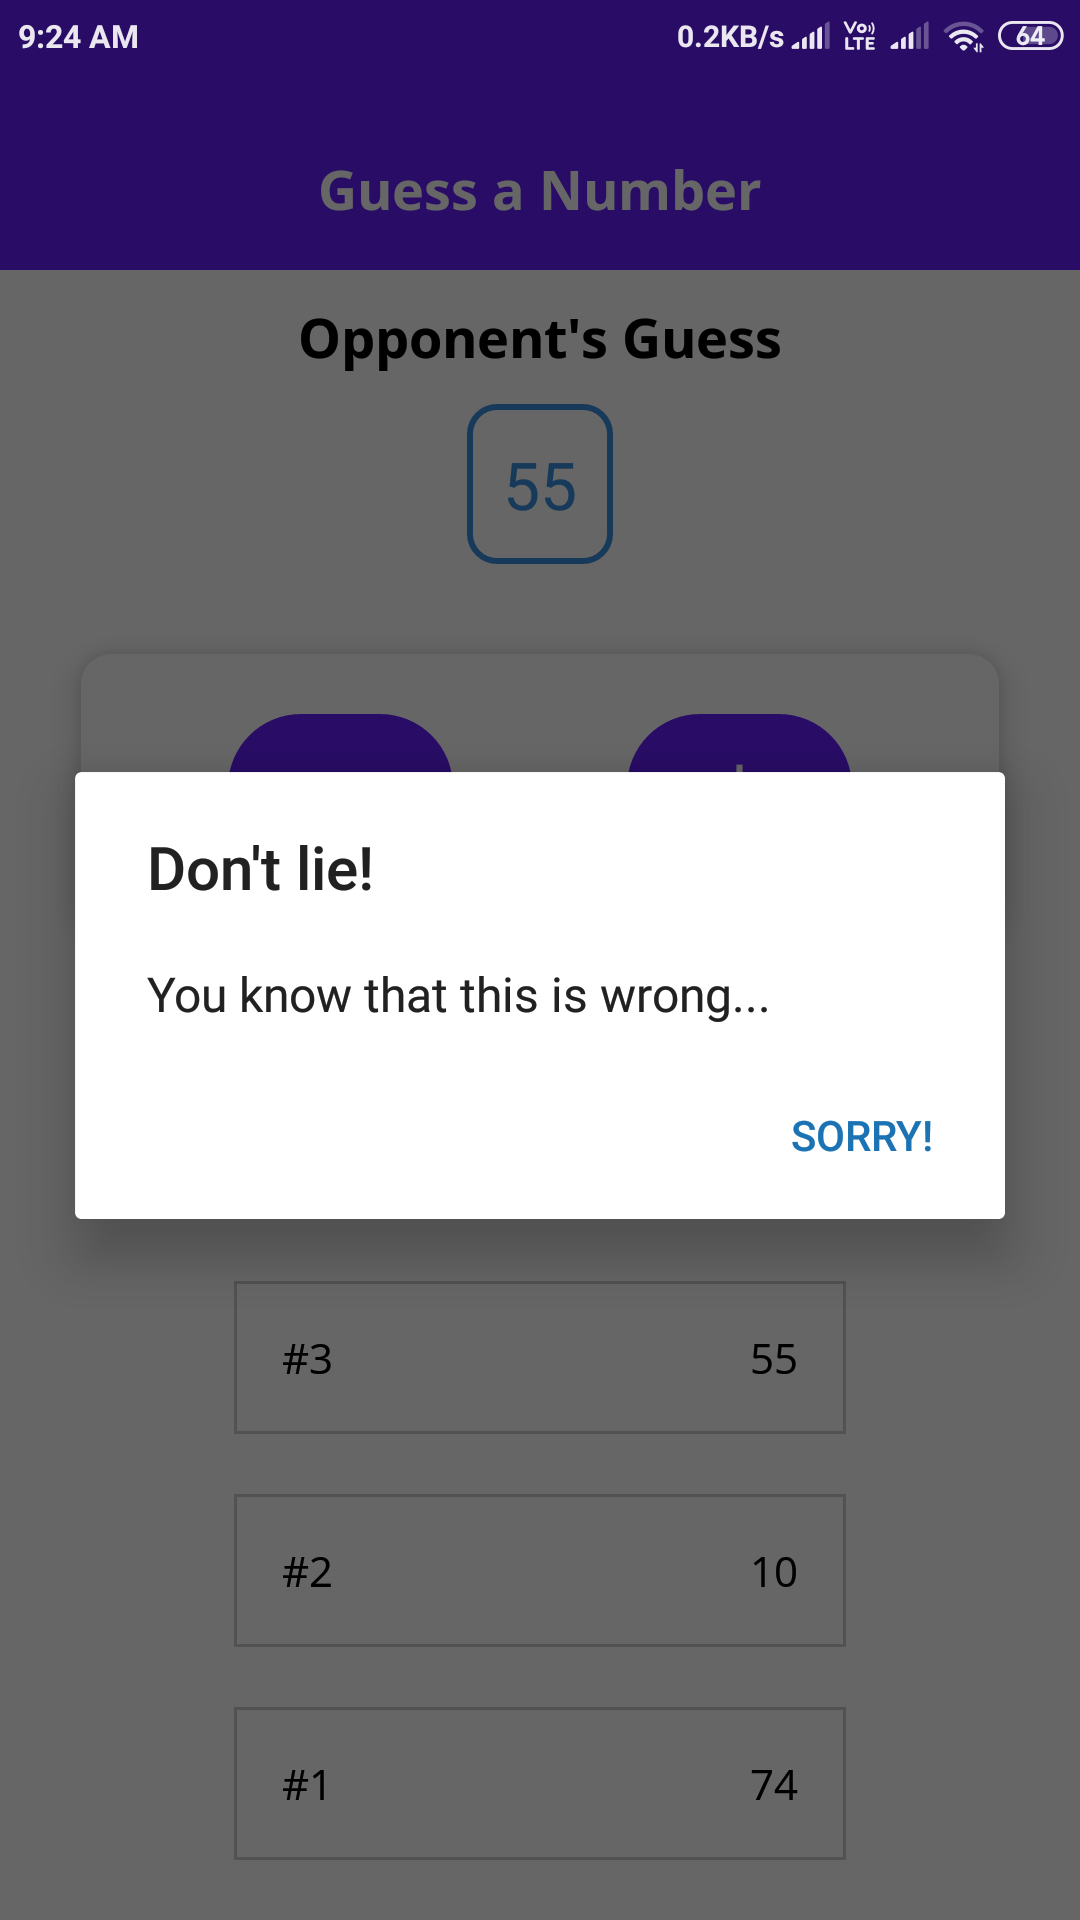 9:24 AM 0.2KB/s Vo LTE 64
Guess a Number
Opponent's Guess
55
Don't lie!
You know that this is wrong...
SORRY!
#3 55
#2 10
#1 74